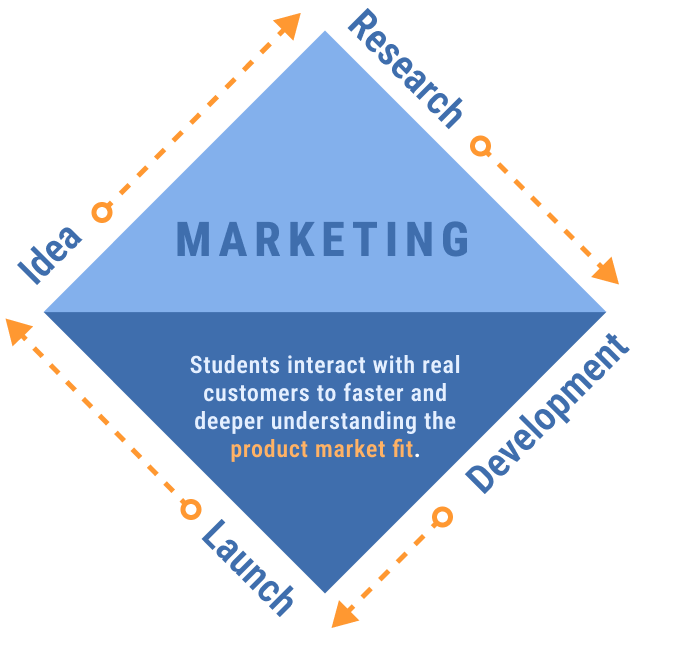 Research
Idea
MARKETING
Students interact with real
customers to faster and
deeper understanding the
product market fit.
Development
Launch